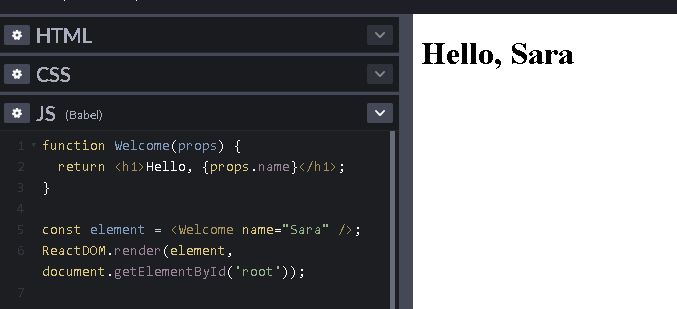 HTML
CSS
JS (Babel)
1 function Welcome(props) {
2 return <h1>Hello, {props.name}</h1>;
3 }
4
5 const element = <Welcome name="Sara" />;
6 ReactDOM.render(element,
document.getElementById('root'));
7
Hello, Sara